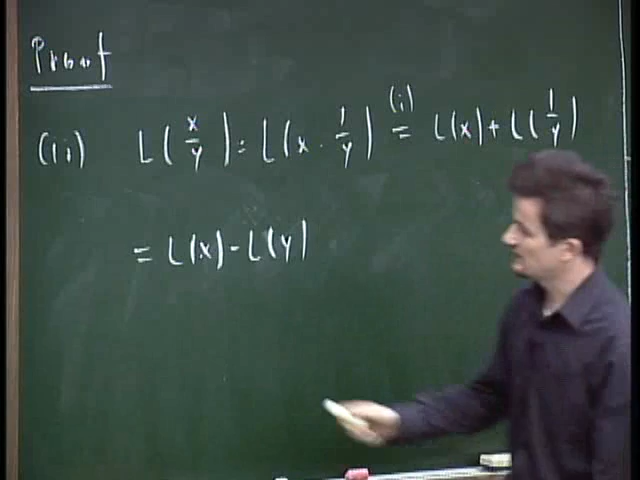 Proof
(ii) L(x/y) = L(x · 1/y) (i)= L(x) + L(1/y)
= L(x) - L(y)